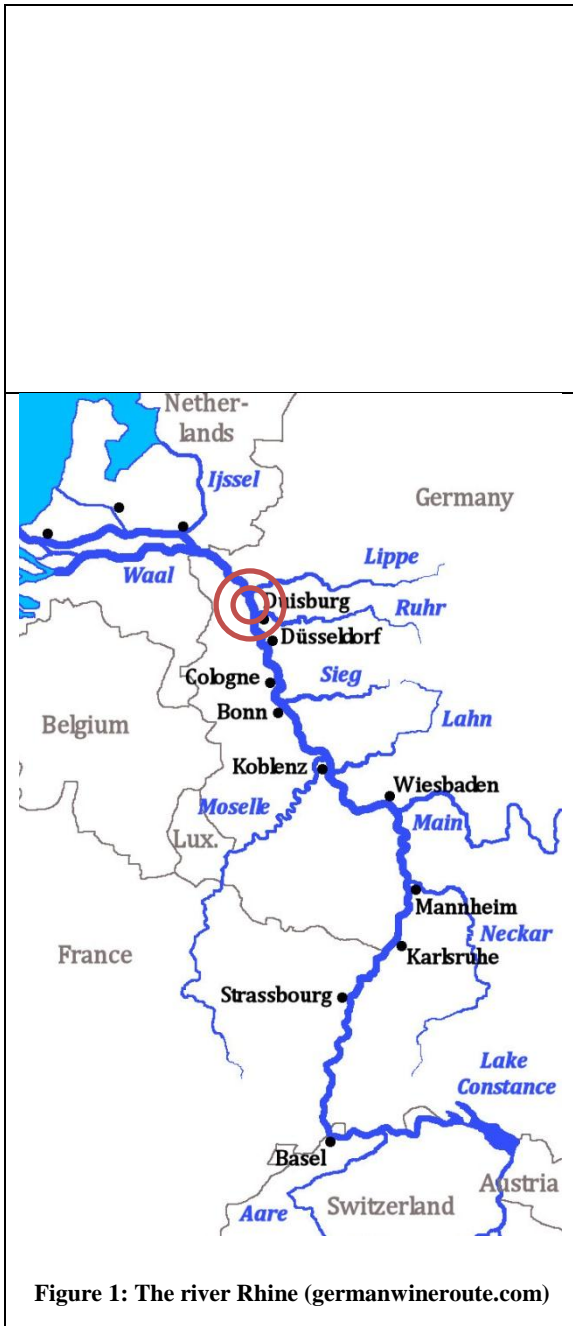 Nether-
lands
Ijssel
Germany
Waal
Lippe
Duisburg
Ruhr
Düsseldorf
Cologne
Sieg
Bonn
Lahn
Belgium
Koblenz
Wiesbaden
Moselle
Main
Lux.
Mannheim
Neckar
France
Karlsruhe
Strassbourg
Lake
Constance
Basel
Austria
Switzerland
Aare
Figure 1: The river Rhine (germanwineroute.com)